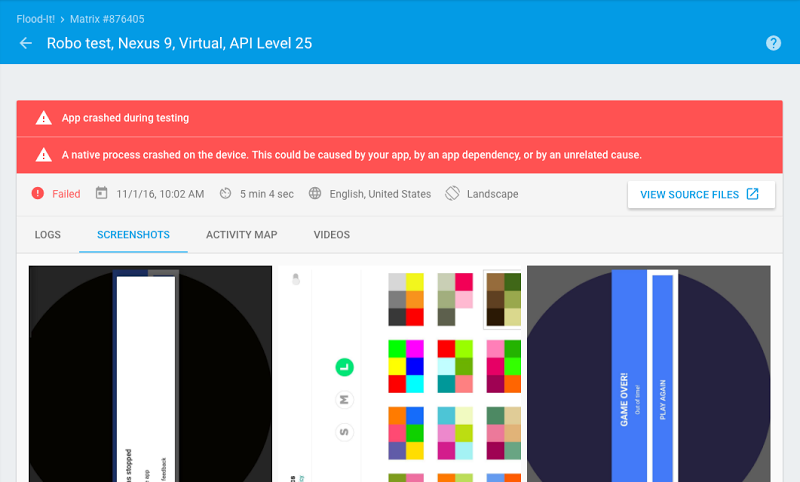 Flood-It! > Matrix #876405
Robo test, Nexus 9, Virtual, API Level 25
App crashed during testing
A native process crashed on the device. This could be caused by your app, by an app dependency, or by an unrelated cause.
Failed 11/1/16, 10:02 AM 5 min 4 sec English, United States Landscape
VIEW SOURCE FILES
LOGS SCREENSHOTS ACTIVITY MAP VIDEOS
stopped
app
feedback
L
M
S
GAME OVER!
Out of time!
PLAY AGAIN